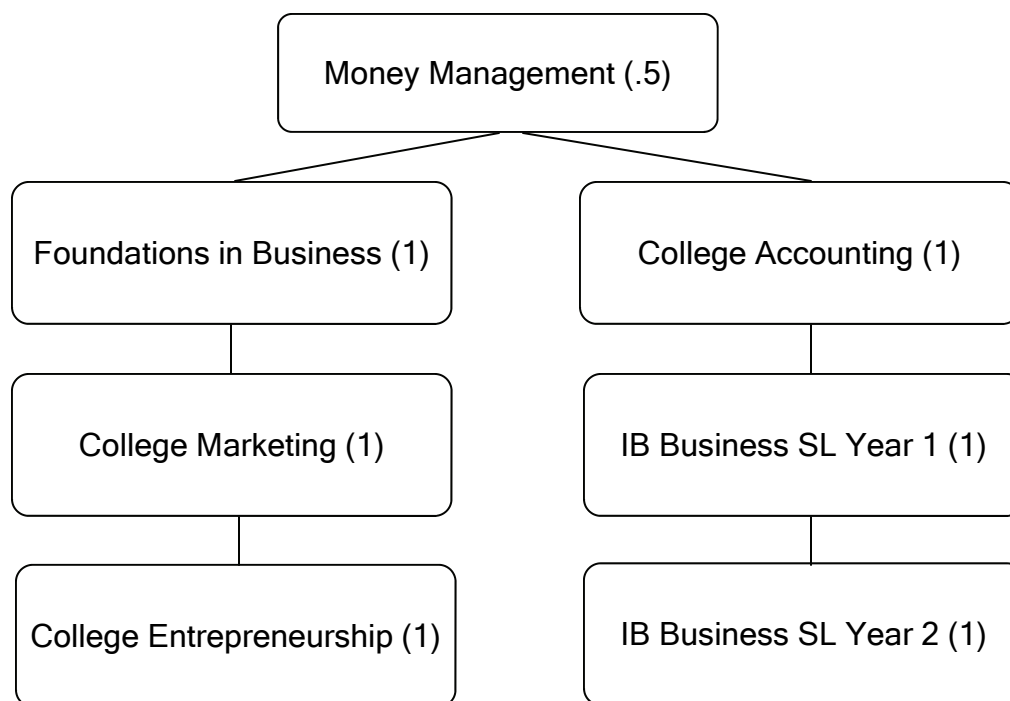 Money Management (.5)
Foundations in Business (1)
College Accounting (1)
College Marketing (1)
IB Business SL Year 1 (1)
College Entrepreneurship (1)
IB Business SL Year 2 (1)